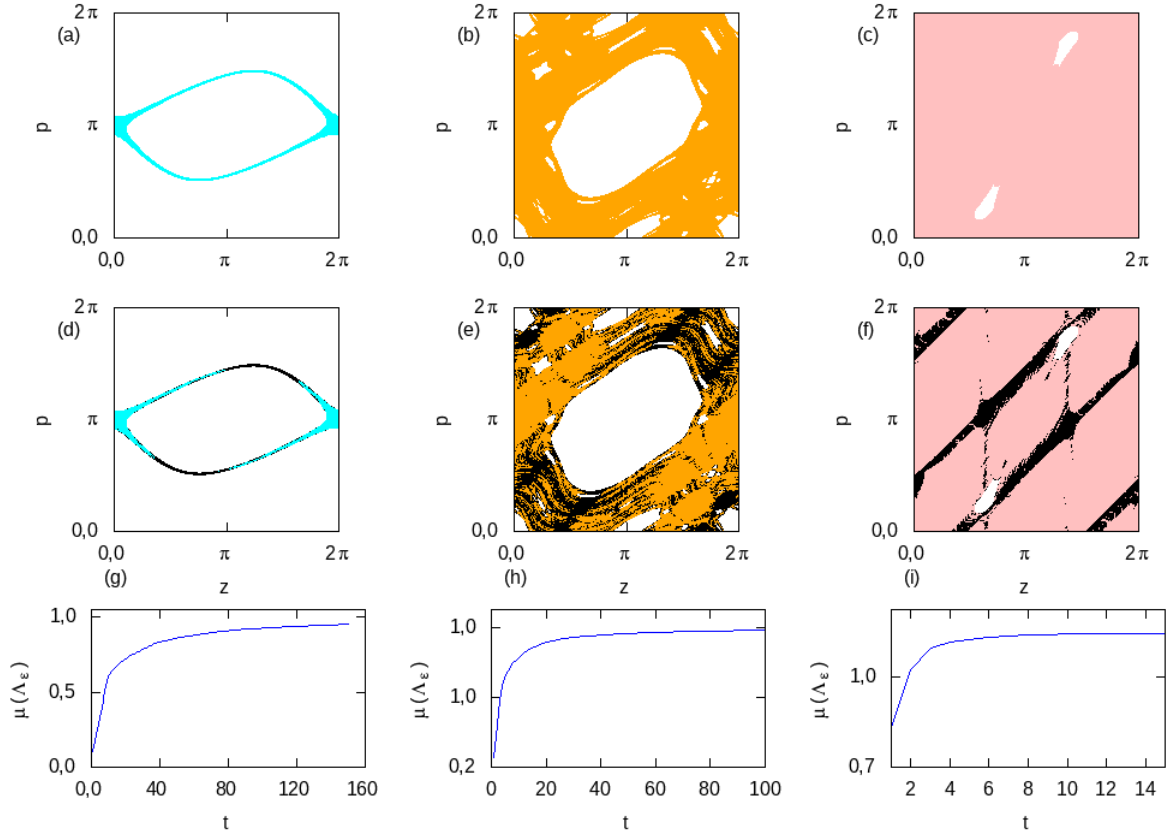 2π (a) 2π (b) 2π (c)
p π p π p π
0,0 0,0 0,0
0,0 π 2π 0,0 π 2π 0,0 π 2π
2π (d) 2π (e) 2π (f)
p π p π p π
0,0 0,0 0,0
0,0 π 2π 0,0 π 2π 0,0 π 2π
(g) z (h) z (i) z
1,0 1,0
μ(Λε) 0,5 μ(Λε) 1,0 μ(Λε) 1,0
0,0 0,2 0,7
0,0 40 80 120 160 0 20 40 60 80 100 2 4 6 8 10 12 14
t t t